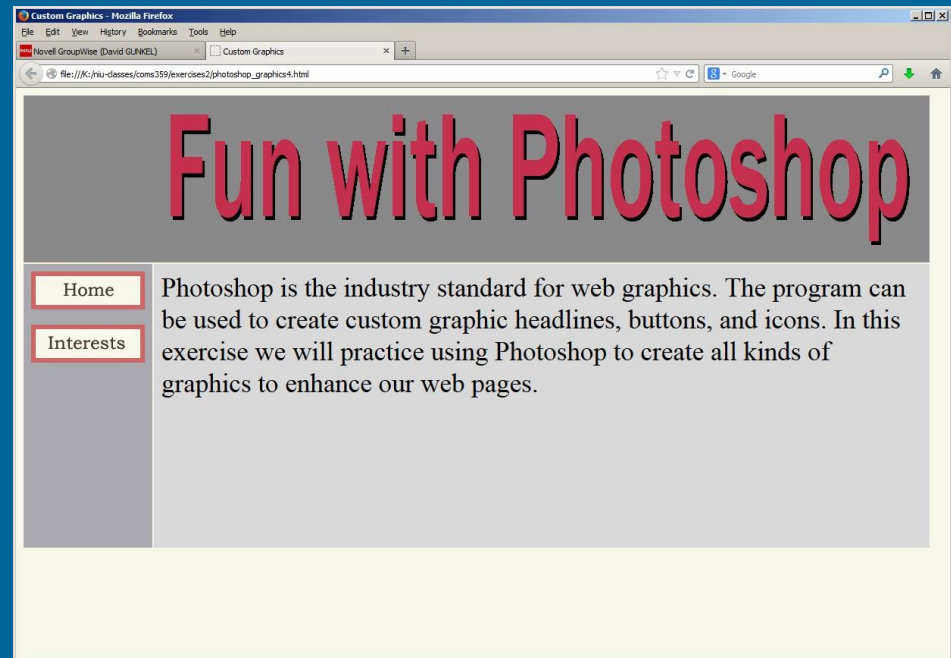 Custom Graphics - Mozilla Firefox
File Edit View History Bookmarks Tools Help
NIU Novell GroupWise (David GUNKEL) × Custom Graphics × +
file:///K:/niu-classes/coms359/exercises2/photoshop_graphics4.html Google
Fun with Photoshop
Home
Interests
Photoshop is the industry standard for web graphics. The program can
be used to create custom graphic headlines, buttons, and icons. In this
exercise we will practice using Photoshop to create all kinds of
graphics to enhance our web pages.